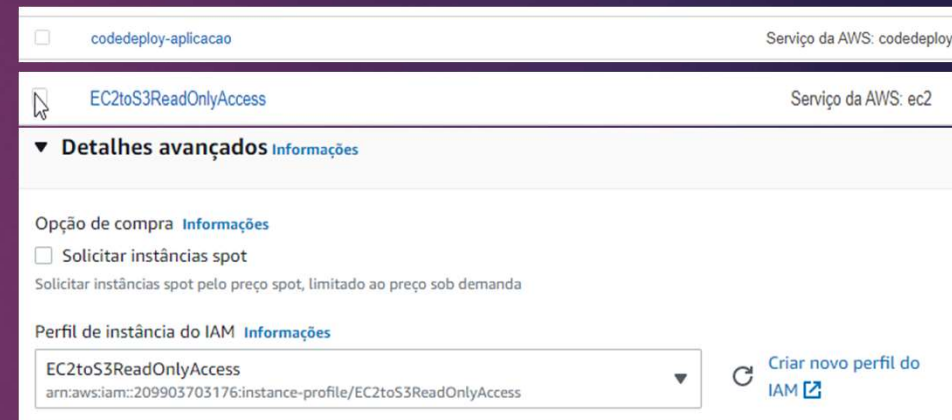 codedeploy-aplicacao Serviço da AWS: codedeploy
EC2toS3ReadOnlyAccess Serviço da AWS: ec2
Detalhes avançados Informações
Opção de compra Informações
Solicitar instâncias spot
Solicitar instâncias spot pelo preço spot, limitado ao preço sob demanda
Perfil de instância do IAM Informações
EC2toS3ReadOnlyAccess
arn:aws:iam::209903703176:instance-profile/EC2toS3ReadOnlyAccess
Criar novo perfil do
IAM